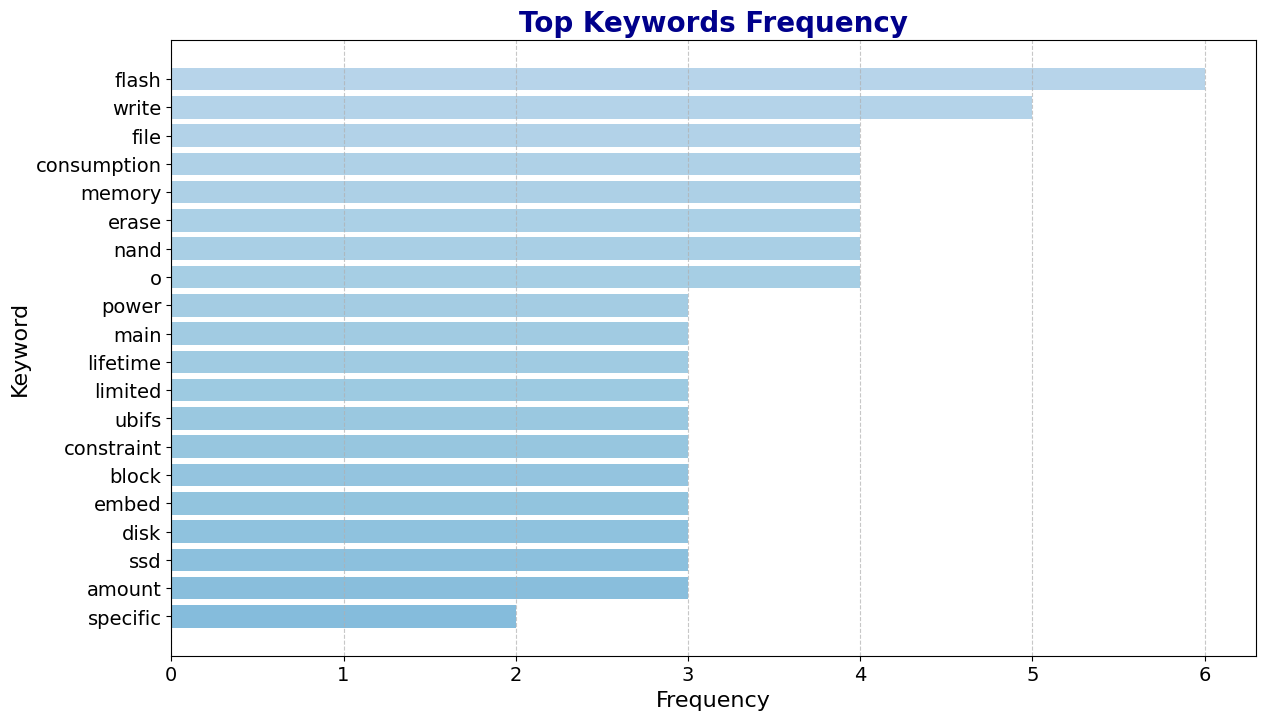 Top Keywords Frequency
Keyword
flash
write
file
consumption
memory
erase
nand
o
power
main
lifetime
limited
ubifs
constraint
block
embed
disk
ssd
amount
specific
0 1 2 3 4 5 6
Frequency